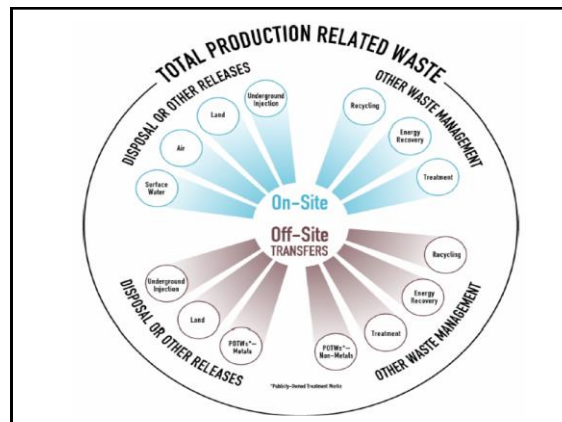 TOTAL PRODUCTION RELATED WASTE
DISPOSAL OR OTHER RELEASES
Underground
Injection
Land
Air
Surface
Water
OTHER WASTE MANAGEMENT
Recycling
Energy
Recovery
Treatment
On-Site
Off-Site
TRANSFERS
Underground
Injection
Land
POTWs*–
Metals
DISPOSAL OR OTHER RELEASES
Recycling
Energy
Recovery
Treatment
POTWs*–
Non-Metals
OTHER WASTE MANAGEMENT
*Publicly-Owned Treatment Works